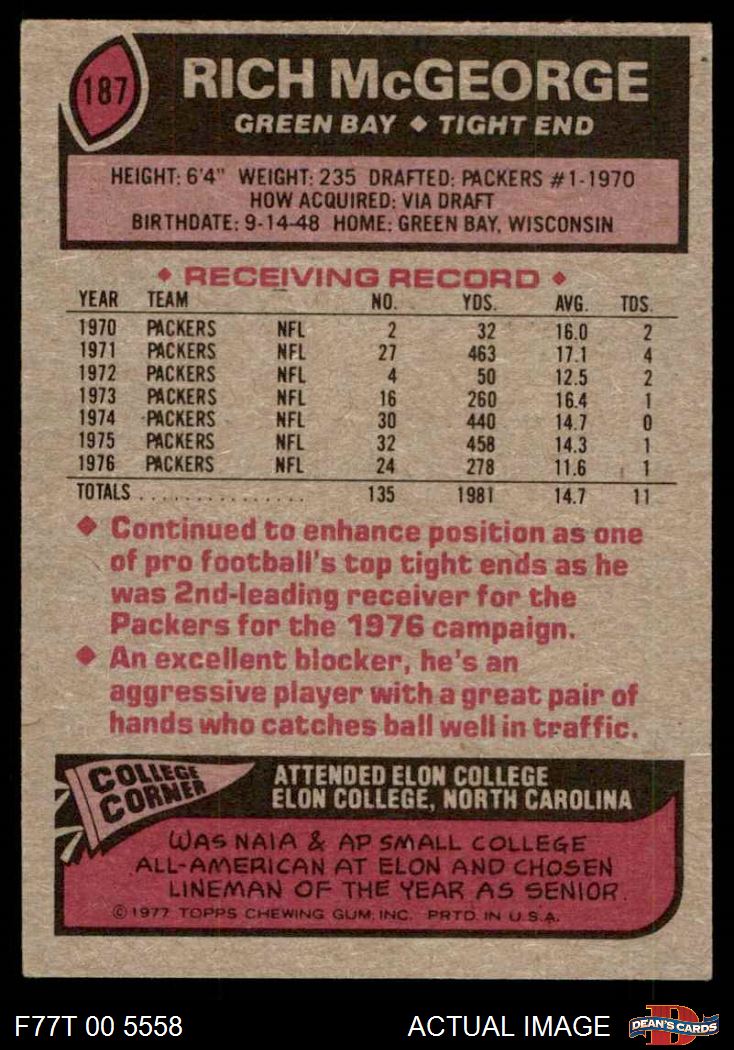 187
RICH McGEORGE
GREEN BAY ◆ TIGHT END
HEIGHT: 6'4" WEIGHT: 235 DRAFTED: PACKERS #1-1970
HOW ACQUIRED: VIA DRAFT
BIRTHDATE: 9-14-48 HOME: GREEN BAY, WISCONSIN
◆ RECEIVING RECORD ◆
YEAR TEAM NO. YDS. AVG. TDS.
1970 PACKERS NFL 2 32 16.0 2
1971 PACKERS NFL 27 463 17.1 4
1972 PACKERS NFL 4 50 12.5 2
1973 PACKERS NFL 16 260 16.4 1
1974 PACKERS NFL 30 440 14.7 0
1975 PACKERS NFL 32 458 14.3 1
1976 PACKERS NFL 24 278 11.6 1
TOTALS . . . . . . . . . . . . . . . 135 1981 14.7 11
◆ Continued to enhance position as one
of pro football's top tight ends as he
was 2nd-leading receiver for the
Packers for the 1976 campaign.
◆ An excellent blocker, he's an
aggressive player with a great pair of
hands who catches ball well in traffic.
COLLEGE
CORNER
ATTENDED ELON COLLEGE
ELON COLLEGE, NORTH CAROLINA
WAS NAIA & AP SMALL COLLEGE
ALL-AMERICAN AT ELON AND CHOSEN
LINEMAN OF THE YEAR AS SENIOR.
© 1977 TOPPS CHEWING GUM, INC. PRTD. IN U.S.A.
F77T 00 5558
ACTUAL IMAGE
D
DEAN'S CARDS